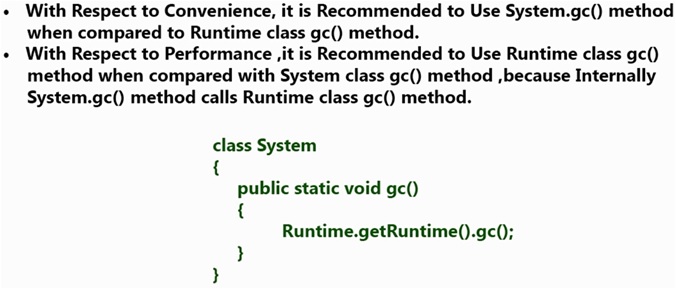 • With Respect to Convenience, it is Recommended to Use System.gc() method
when compared to Runtime class gc() method.
• With Respect to Performance ,it is Recommended to Use Runtime class gc()
method when compared with System class gc() method ,because Internally
System.gc() method calls Runtime class gc() method.
class System
{
public static void gc()
{
Runtime.getRuntime().gc();
}
}